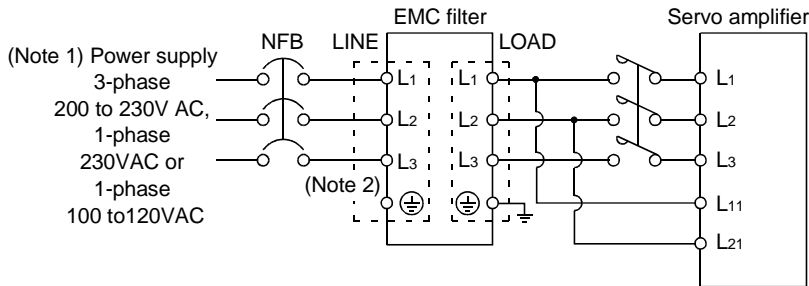 EMC filter
Servo amplifier
NFB
LINE
LOAD
(Note 1) Power supply
3-phase
200 to 230V AC,
1-phase
230VAC or
1-phase
100 to120VAC
(Note 2)
L1
L2
L3
L1
L2
L3
L1
L2
L3
L11
L21